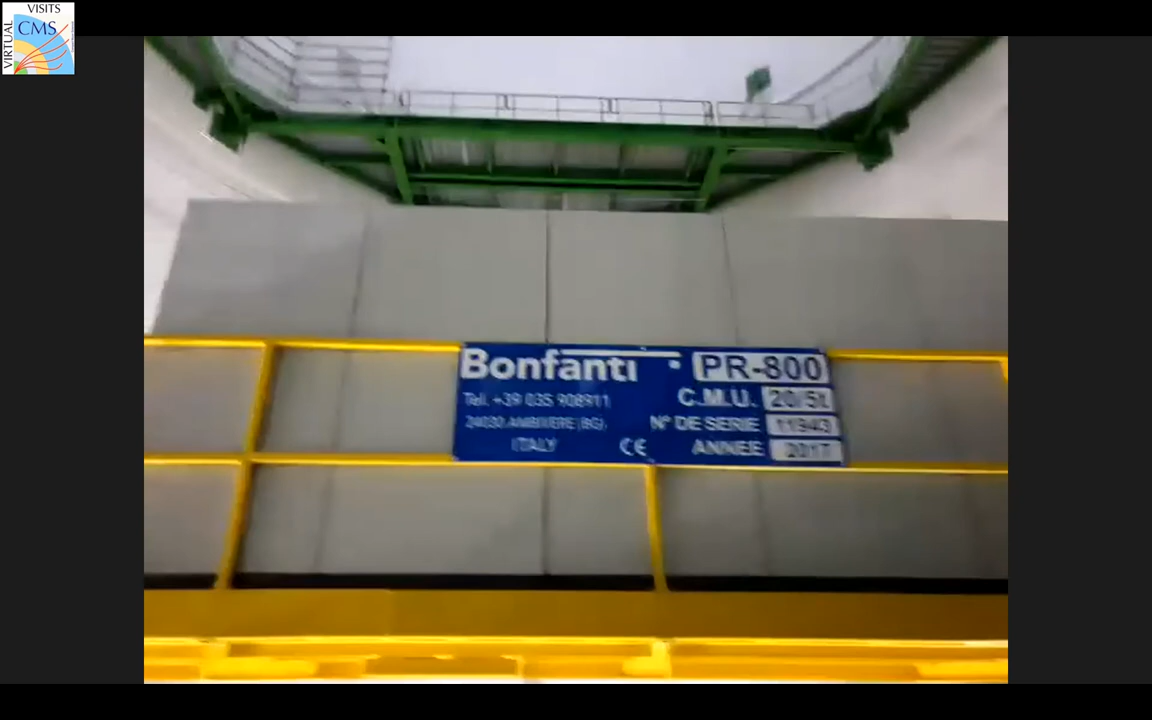 VISITS
CMS
VIRTUAL
Bonfanti PR-800
Tel. +39 035 908911 C.M.U. 20/5t
24030 AMBIVERE (BG) N° DE SERIE 11943
ITALY CE ANNEE 2017